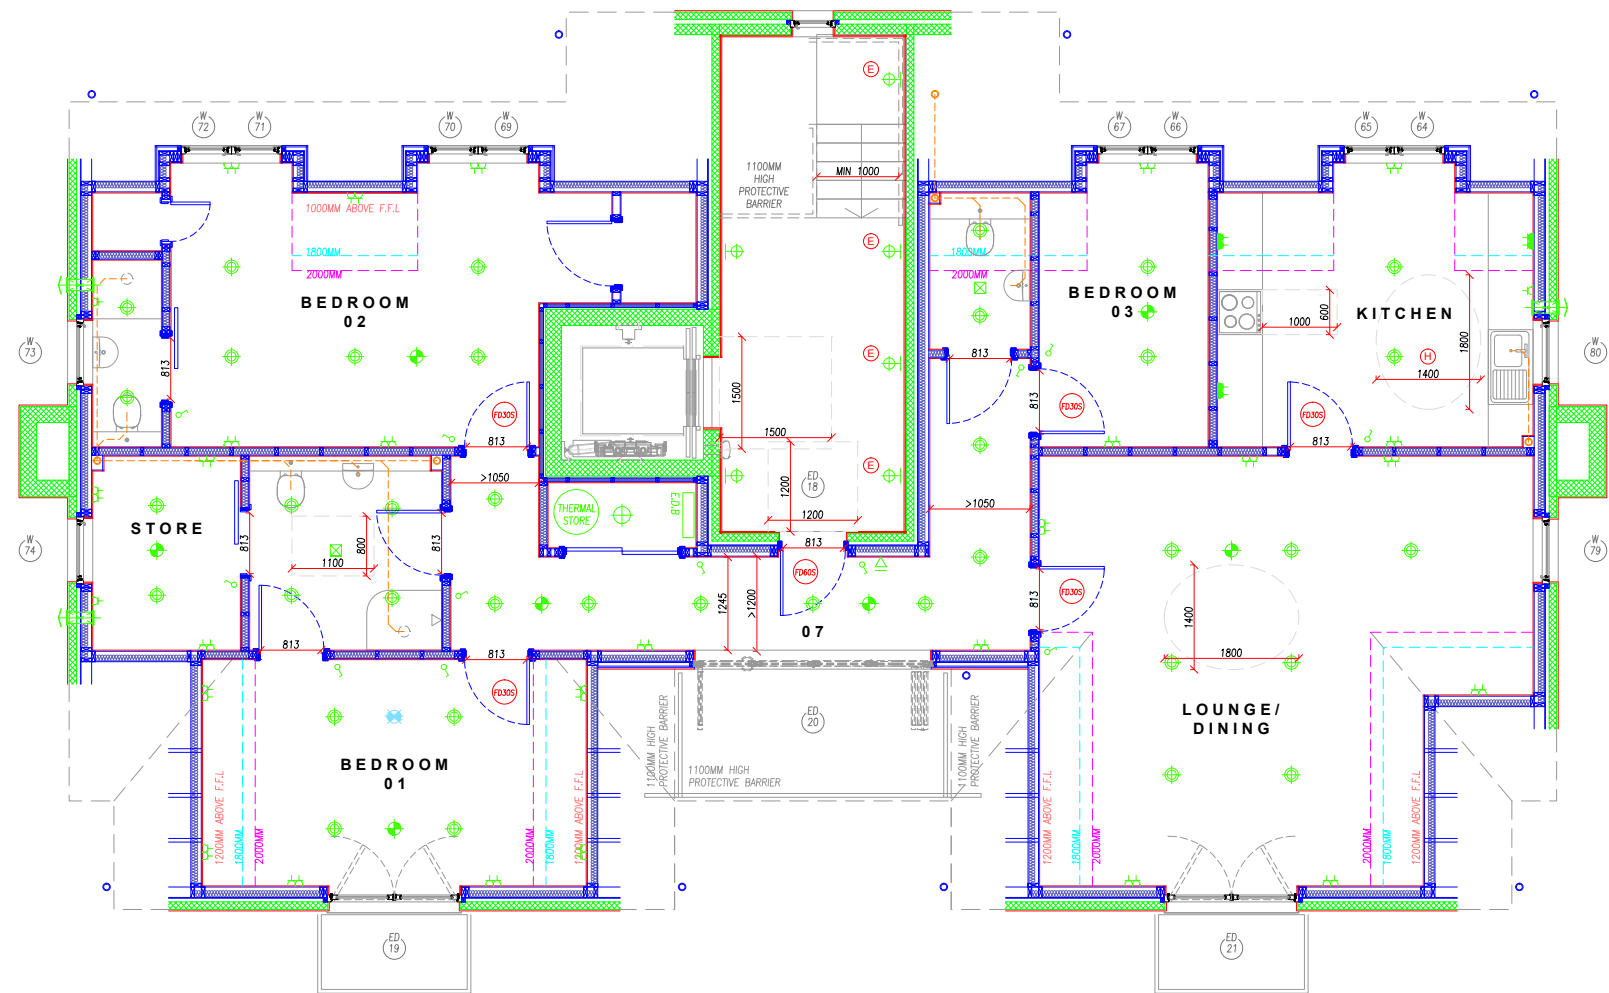 W
72
W
71
W
70
W
69
W
67
W
66
W
65
W
64
E
1100MM
HIGH
PROTECTIVE
BARRIER
MIN 1000
1000MM ABOVE F.F.L
1800MM
2000MM
BEDROOM
02
E
1800MM
2000MM
BEDROOM
03
1000
600
KITCHEN
1800
H
1400
W
73
813
W
80
1500
E
813
813
FD30S
813
1500
FD30S
FD30S
813
E
1200
ED
18
1200
>1050
>1050
STORE
THERMAL
STORE
E.D.B
W
74
813
800
1100
813
813
FD60S
W
79
1245
>1200
07
813
FD30S
1400
1800
813
813
FD30S
ED
20
1100MM HIGH
PROTECTIVE BARRIER
1100MM HIGH
PROTECTIVE BARRIER
1100MM HIGH
PROTECTIVE BARRIER
LOUNGE/
DINING
BEDROOM
01
1200MM ABOVE F.F.L
1800MM
2000MM
2000MM
1800MM
1200MM ABOVE F.F.L
1200MM ABOVE F.F.L
1800MM
2000MM
2000MM
1800MM
1200MM ABOVE F.F.L
ED
19
ED
21